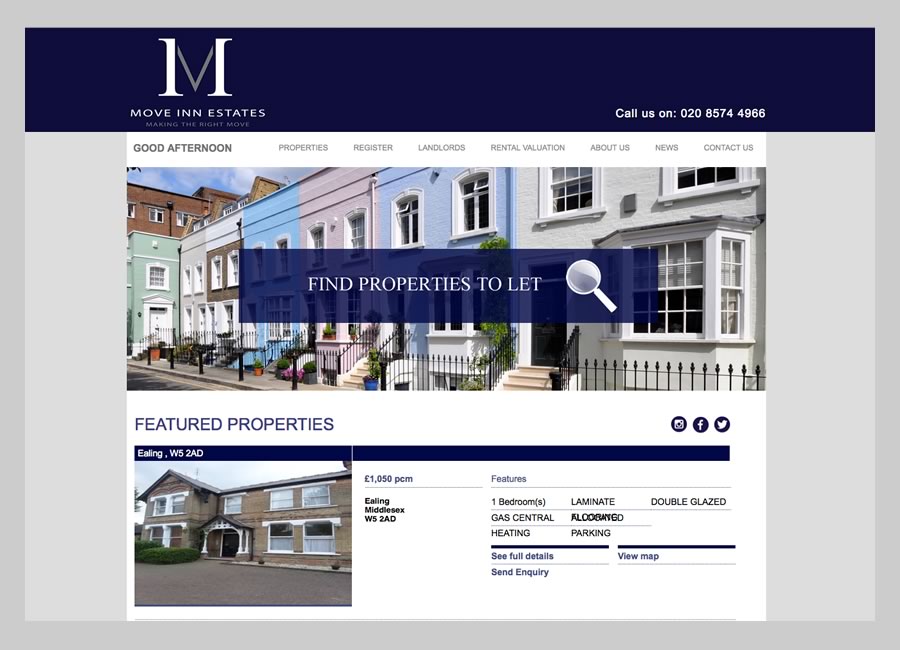 M
MOVE INN ESTATES
MAKING THE RIGHT MOVE
Call us on: 020 8574 4966
GOOD AFTERNOON PROPERTIES REGISTER LANDLORDS RENTAL VALUATION ABOUT US NEWS CONTACT US
FIND PROPERTIES TO LET
FEATURED PROPERTIES
Ealing , W5 2AD
£1,050 pcm
Ealing
Middlesex
W5 2AD
Features
1 Bedroom(s) LAMINATE FLOORING DOUBLE GLAZED
GAS CENTRAL ALLOCATED
HEATING PARKING
See full details View map
Send Enquiry